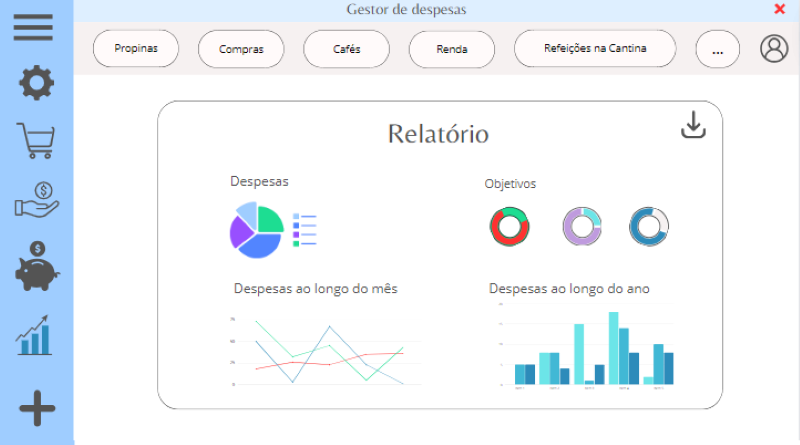 Gestor de despesas
Propinas
Compras
Cafés
Renda
Refeições na Cantina
...
Relatório
Despesas
Objetivos
Despesas ao longo do mês
Despesas ao longo do ano